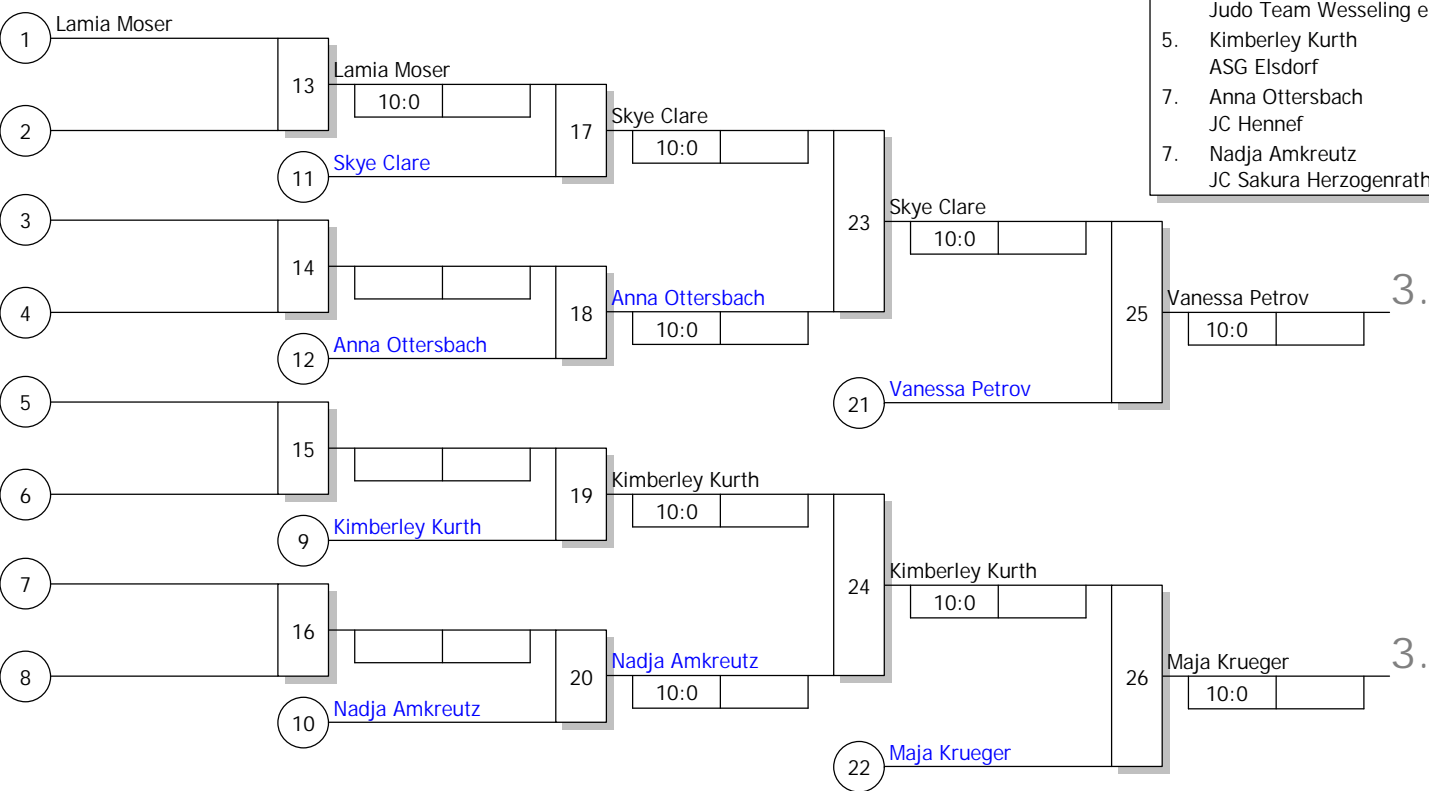 Judo Team Wesseling e
5. Kimberley Kurth
ASG Elsdorf
7. Anna Ottersbach
JC Hennef
7. Nadja Amkreutz
JC Sakura Herzogenrath
1 Lamia Moser
13
Lamia Moser
10:0
2
17
Skye Clare
10:0
11 Skye Clare
3
23
Skye Clare
10:0
14
4
18
Anna Ottersbach
10:0
12 Anna Ottersbach
25
Vanessa Petrov
10:0
3.
21 Vanessa Petrov
5
15
6
19
Kimberley Kurth
10:0
9 Kimberley Kurth
7
24
Kimberley Kurth
10:0
16
8
20
Nadja Amkreutz
10:0
10 Nadja Amkreutz
26
Maja Krueger
10:0
3.
22 Maja Krueger